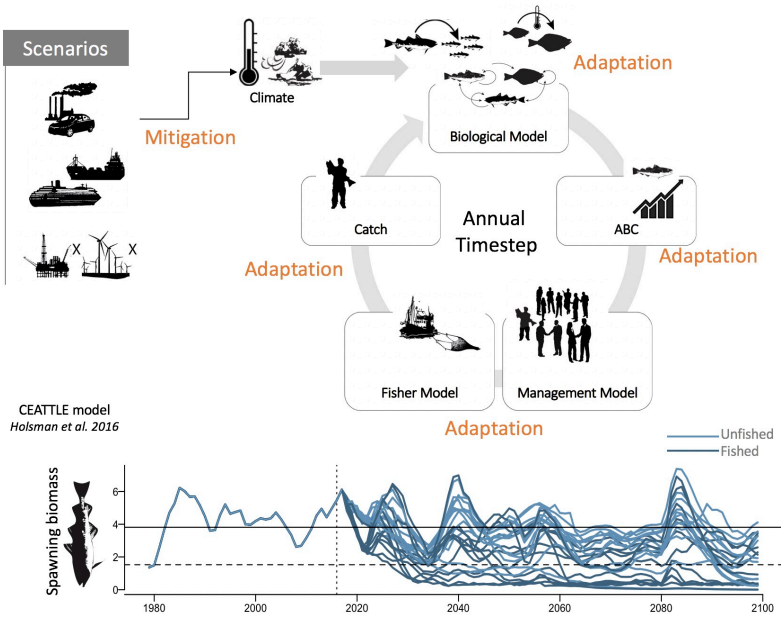 Scenarios
Climate
Mitigation
Adaptation
Biological Model
Catch
Annual
Timestep
ABC
Adaptation
Adaptation
Fisher Model
Management Model
Adaptation
CEATTLE model
Holsman et al. 2016
Unfished
Fished
Spawning biomass
6
4
2
0
1980
2000
2020
2040
2060
2080
2100
X
X